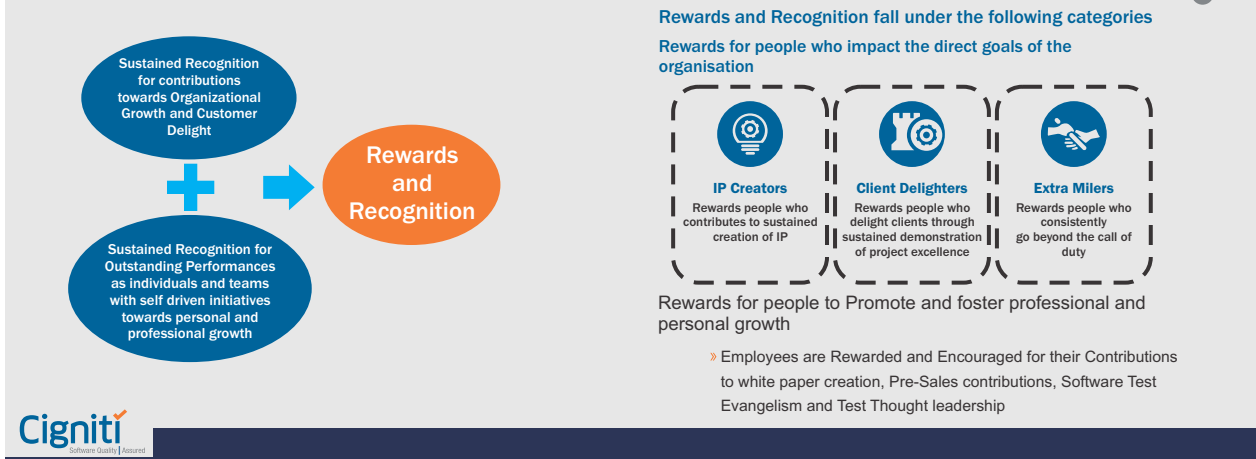 Sustained Recognition
for contributions
towards Organizational
Growth and Customer
Delight
Sustained Recognition for
Outstanding Performances
as individuals and teams
with self driven initiatives
towards personal and
professional growth
Rewards
and
Recognition
Rewards and Recognition fall under the following categories
Rewards for people who impact the direct goals of the
organisation
IP Creators
Rewards people who
contributes to sustained
creation of IP
Client Delighters
Rewards people who
delight clients through
sustained demonstration
of project excellence
Extra Milers
Rewards people who
consistently
go beyond the call of
duty
Rewards for people to Promote and foster professional and
personal growth
» Employees are Rewarded and Encouraged for their Contributions
to white paper creation, Pre-Sales contributions, Software Test
Evangelism and Test Thought leadership
Cigniti
Software Quality | Assured